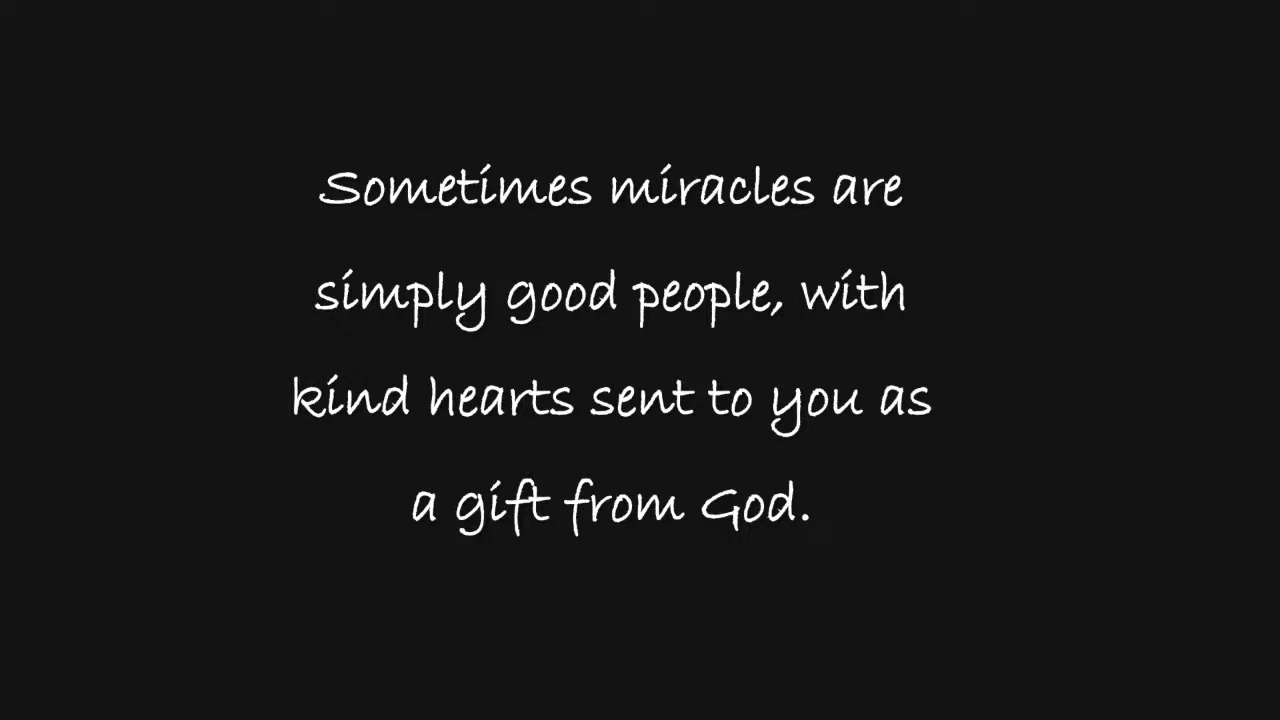 Sometimes miracles are
simply good people, with
kind hearts sent to you as
a gift from God.